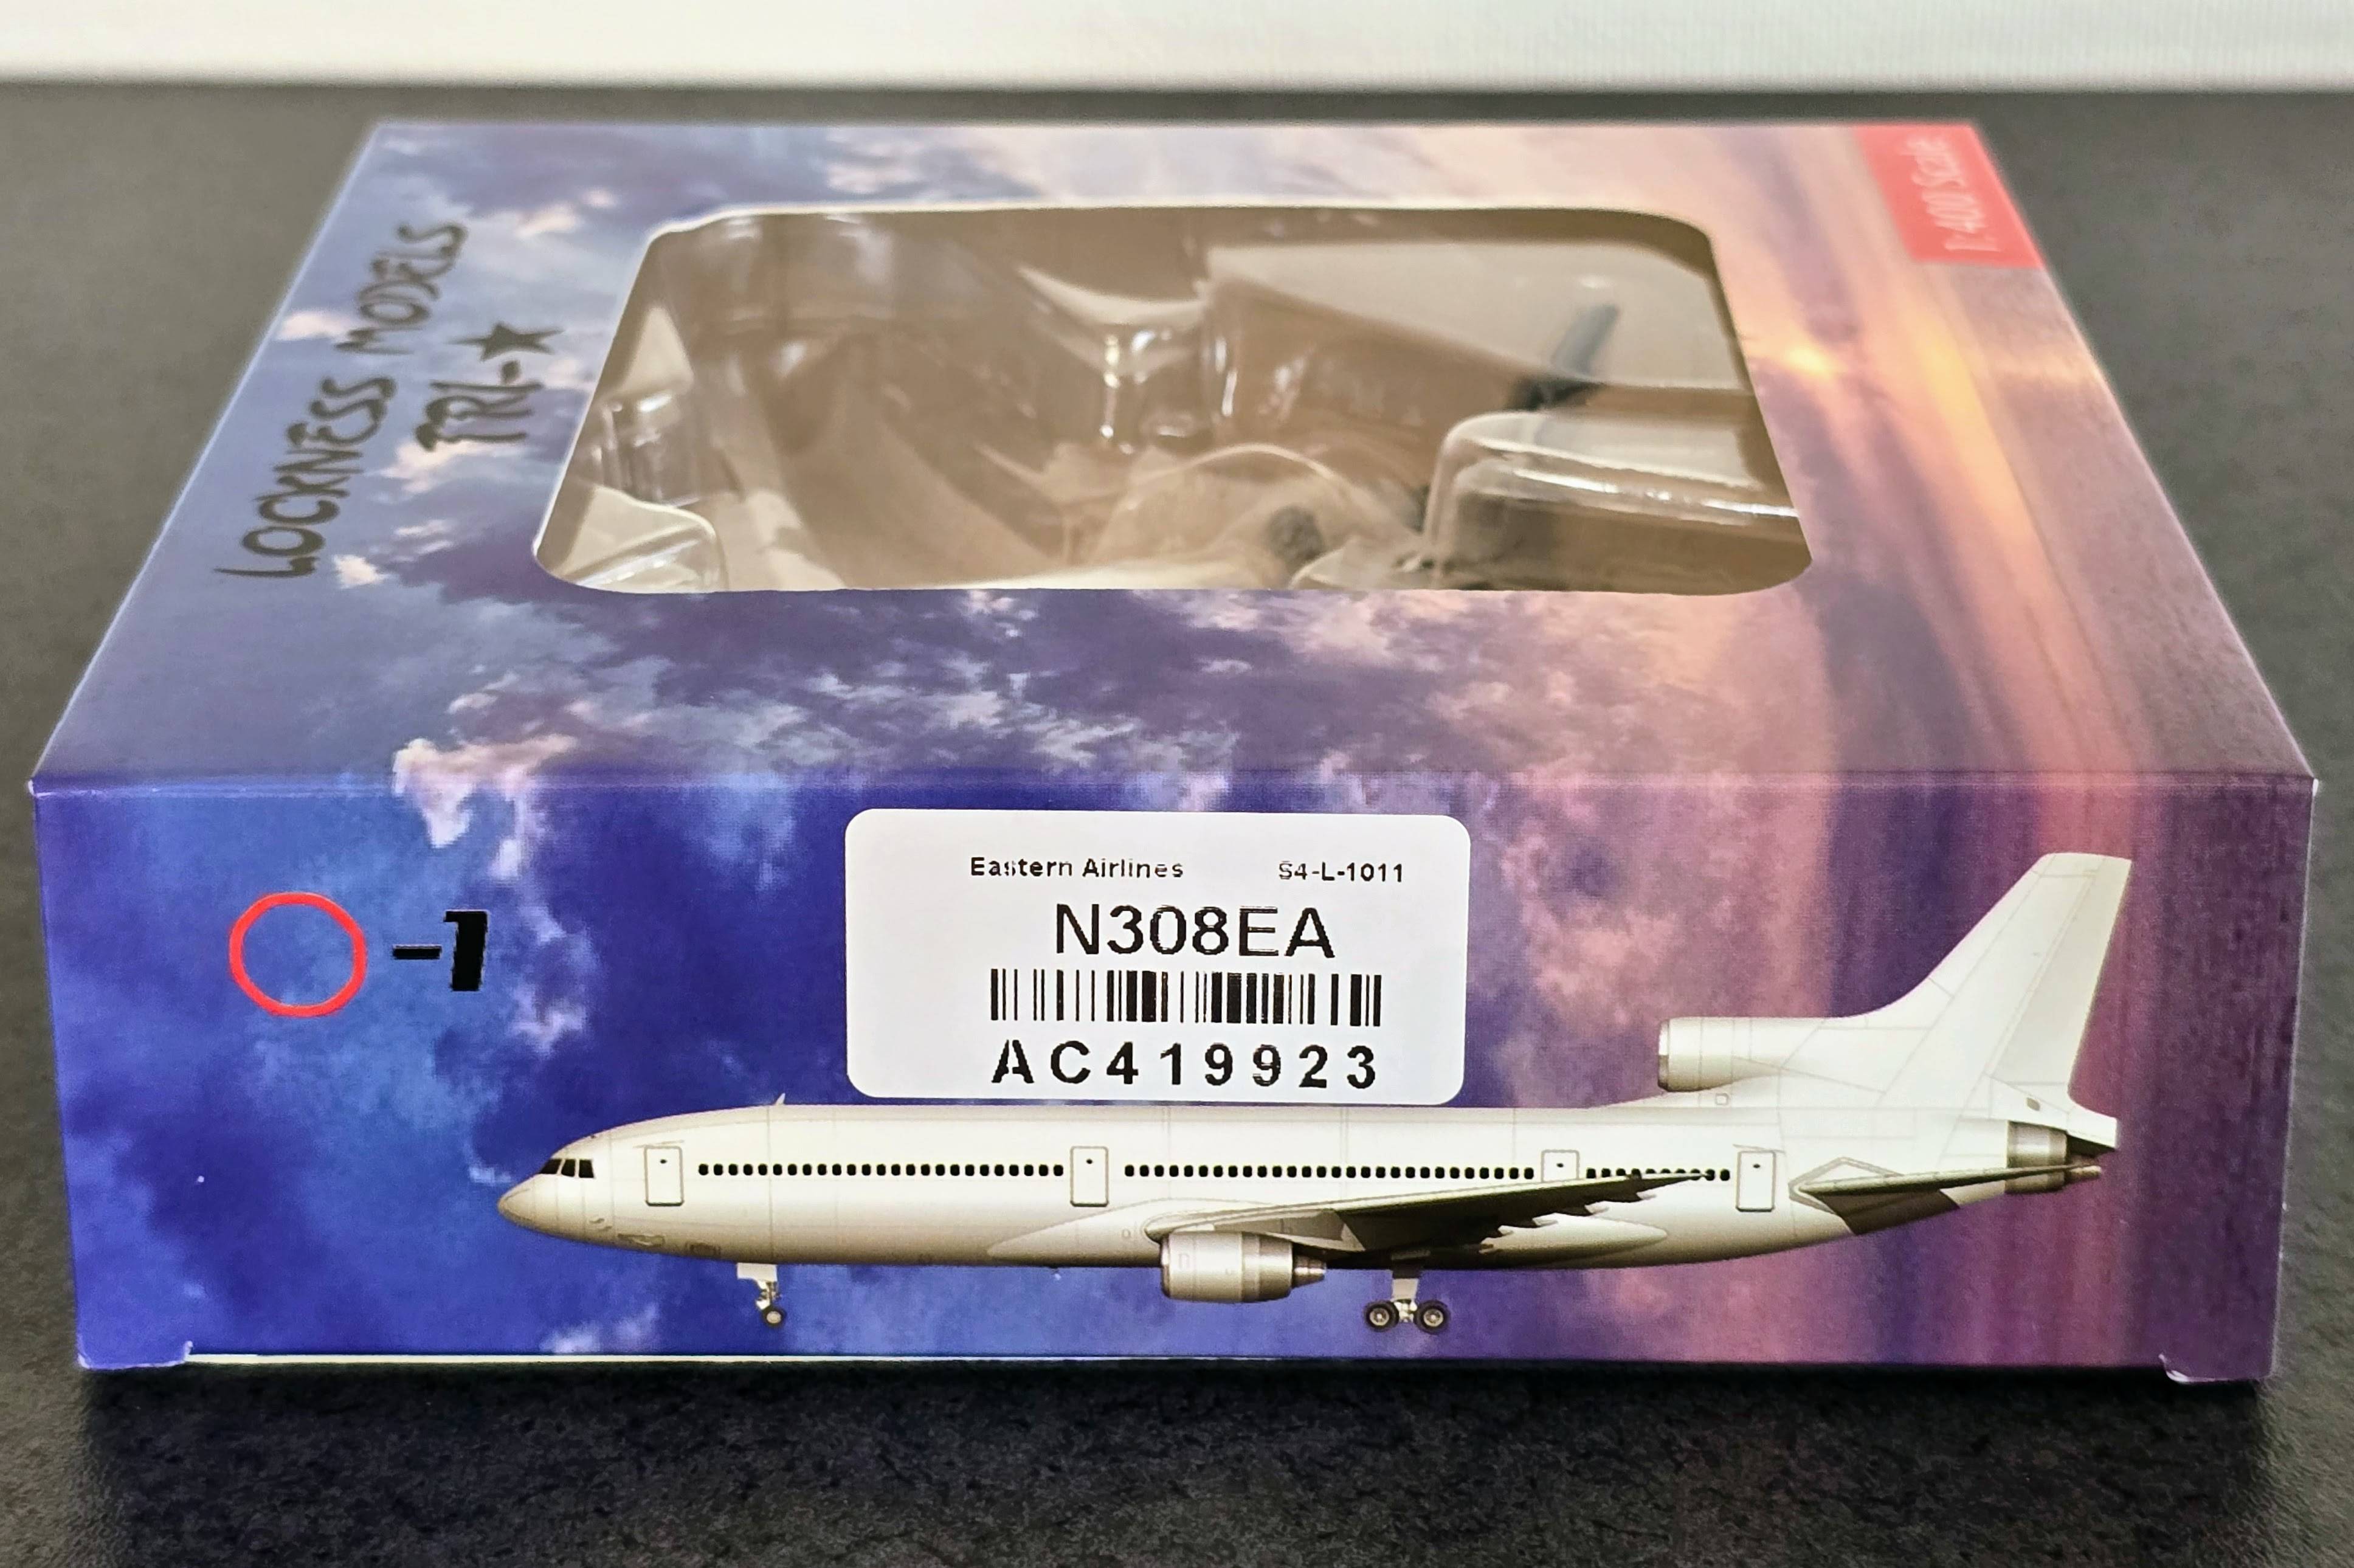 LOCKNESS MODELS
TRI-★
1:400 Scale
-1
Eastern Airlines S4-L-1011
N308EA
AC419923